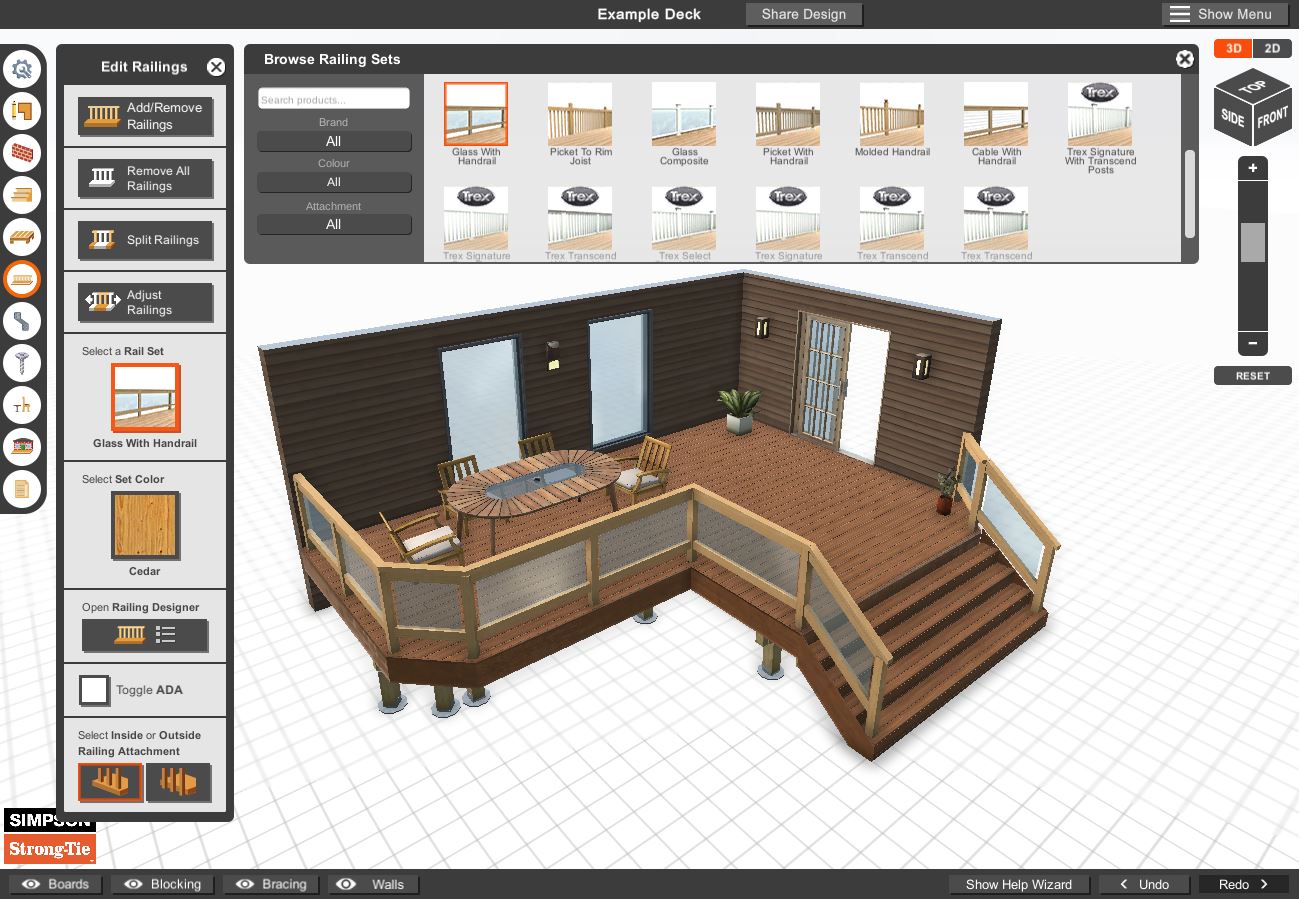 Example Deck
Share Design
Show Menu
Edit Railings
Add/Remove
Railings
Remove All
Railings
Split Railings
Adjust
Railings
Select a Rail Set
Glass With Handrail
Select Set Color
Cedar
Open Railing Designer
Toggle ADA
Select Inside or Outside
Railing Attachment
Browse Railing Sets
Search products...
Brand
All
Colour
All
Attachment
All
Glass With
Handrail
Picket To Rim
Joist
Glass
Composite
Picket With
Handrail
Molded Handrail
Cable With
Handrail
Trex
Trex Signature
With Transcend
Posts
Trex
Trex Signature
Trex
Trex Transcend
Trex
Trex Select
Trex
Trex Signature
Trex
Trex Transcend
Trex
Trex Transcend
3D
2D
TOP
SIDE
FRONT
+
−
RESET
SIMPSON
Strong-Tie
Boards
Blocking
Bracing
Walls
Show Help Wizard
Undo
Redo